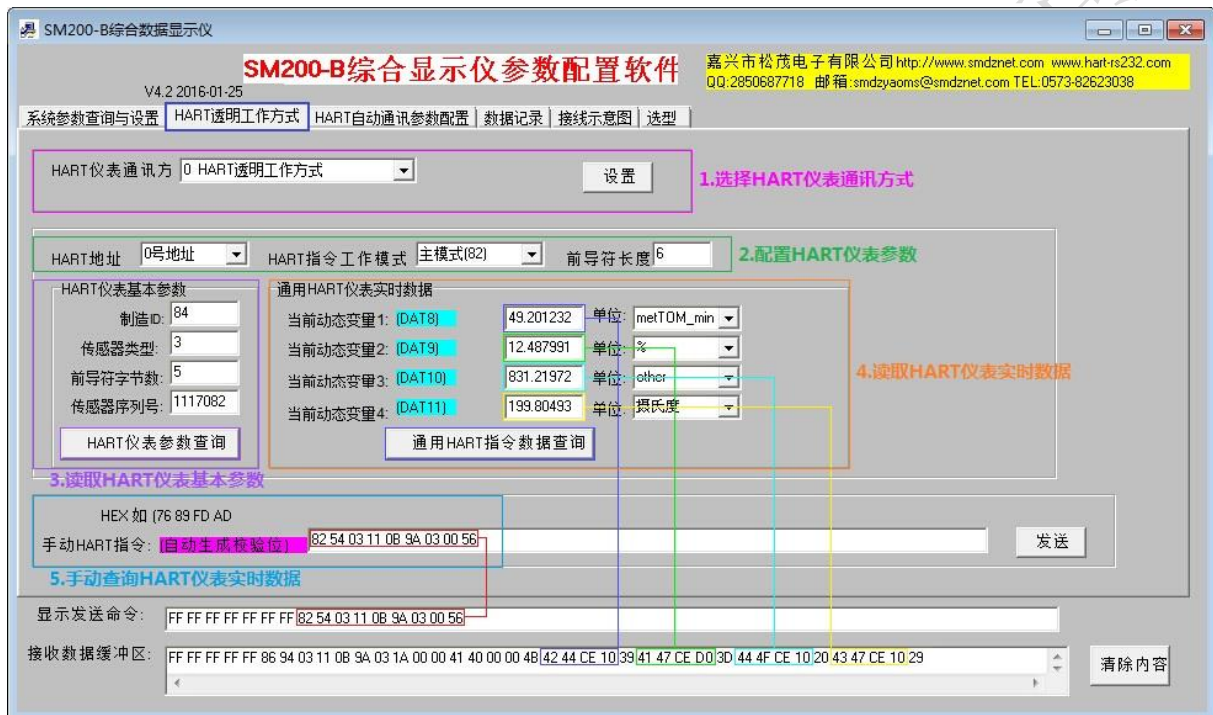 SM200-B综合数据显示仪
SM200-B综合显示仪参数配置软件
嘉兴市松茂电子有限公司 http://www.smdznet.com www.hart-rs232.com
QQ:2850687718 邮箱:smdzyaoms@smdznet.com TEL:0573-82623038
V4.2 2016-01-25
系统参数查询与设置 HART透明工作方式 HART自动通讯参数配置 数据记录 接线示意图 选型
HART仪表通讯方 0 HART透明工作方式 设置 1.选择HART仪表通讯方式
HART地址 0号地址 HART指令工作模式 主模式(82) 前导符长度 6 2.配置HART仪表参数
HART仪表基本参数 通用HART仪表实时数据
制造ID: 84 当前动态变量1: (DAT8) 49.201232 单位: metTOM_min
传感器类型: 3 当前动态变量2: (DAT9) 12.487991 单位: %
前导符字节数: 5 当前动态变量3: (DAT10) 831.21972 单位: other 4.读取HART仪表实时数据
传感器序列号: 1117082 当前动态变量4: (DAT11) 199.80493 单位: 摄氏度
HART仪表参数查询 通用HART指令数据查询
3.读取HART仪表基本参数
HEX 如 (76 89 FD AD
手动HART指令: (自动生成校验位) 82 54 03 11 0B 9A 03 00 56 发送
5.手动查询HART仪表实时数据
显示发送命令: FF FF FF FF FF FF FF 82 54 03 11 0B 9A 03 00 56
接收数据缓冲区: FF FF FF FF FF 86 94 03 11 0B 9A 03 1A 00 00 41 40 00 00 4B 42 44 CE 10 39 41 47 CE D0 3D 44 4F CE 10 20 43 47 CE 10 29 清除内容